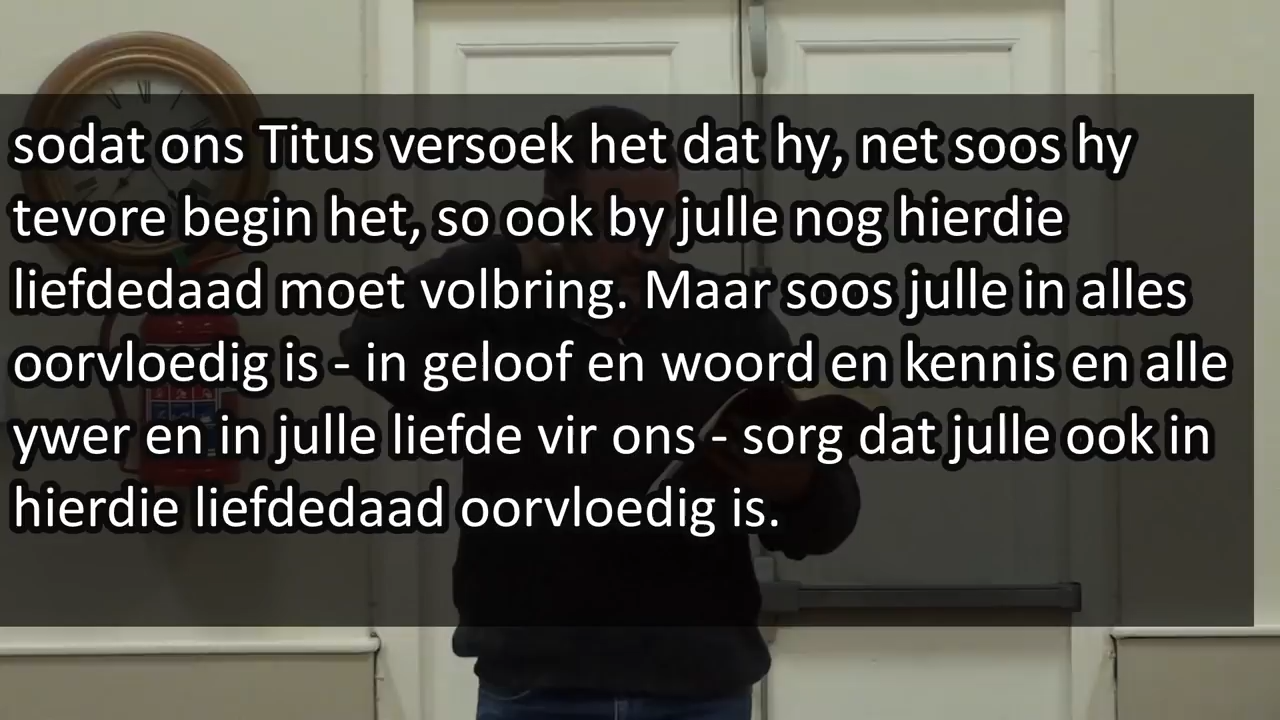 sodat ons Titus versoek het dat hy, net soos hy
tevore begin het, so ook by julle nog hierdie
liefdedaad moet volbring. Maar soos julle in alles
oorvloedig is - in geloof en woord en kennis en alle
ywer en in julle liefde vir ons - sorg dat julle ook in
hierdie liefdedaad oorvloedig is.